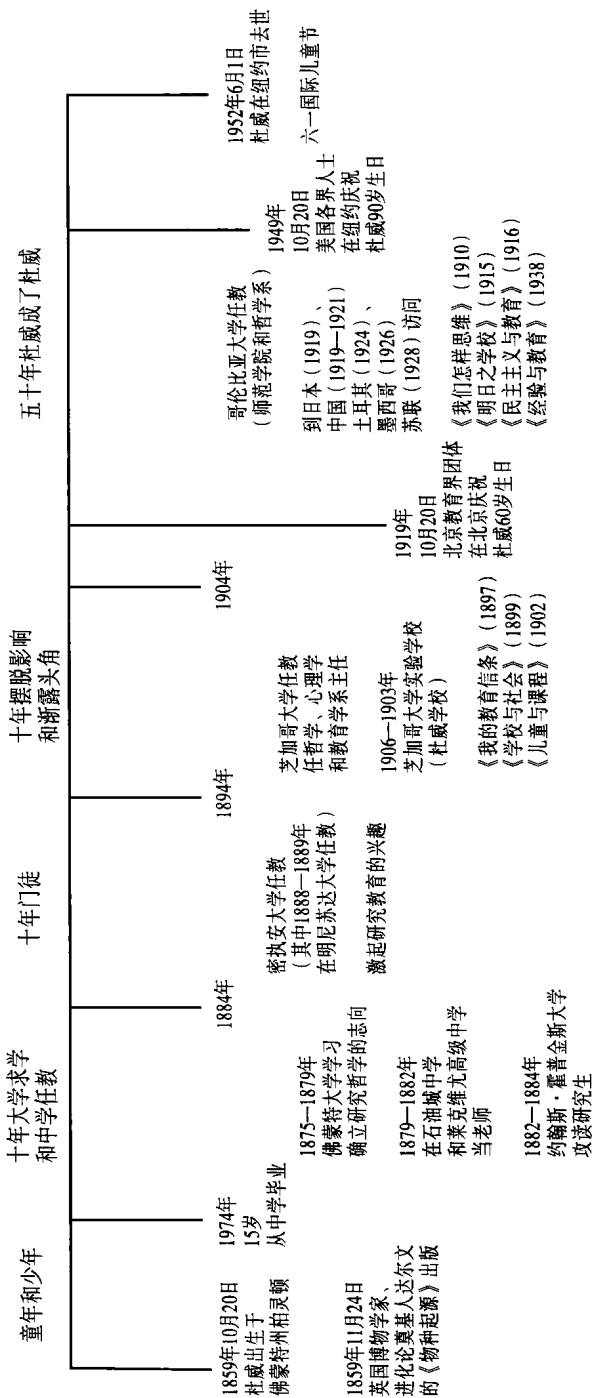 童年和少年
十年大学求学
和中学任教
十年门徒
十年摆脱影响
和渐露头角
五十年杜威成了杜威
1859年10月20日
杜威出生于
佛蒙特州柏灵顿
1859年11月24日
英国博物学家、
进化论奠基人达尔文
的《物种起源》出版
1974年
15岁
从中学毕业
1875—1879年
佛蒙特大学学习
确立研究哲学的志向
1879—1882年
在石油城中学
和莱克维尤高级中学
当老师
1882—1884年
约翰斯·霍普金斯大学
攻读研究生
1884年
密执安大学任教
（其中1888—1889年
在明尼苏达大学任教）
激起研究教育的兴趣
1894年
芝加哥大学任教
任哲学、心理学
和教育学系主任
1906—1903年
芝加哥大学实验学校
（杜威学校）
《我的教育信条》（1897）
《学校与社会》（1899）
《儿童与课程》（1902）
1904年
1919年
10月20日
北京教育界团体
在北京庆祝
杜威60岁生日
哥伦比亚大学任教
（师范学院和哲学系）
到日本（1919）、
中国（1919—1921）
土耳其（1924）、
墨西哥（1926）
苏联（1928）访问
《我们怎样思维》（1910）
《明日之学校》（1915）
《民主主义与教育》（1916）
《经验与教育》（1938）
1949年
10月20日
美国各界人士
在纽约庆祝
杜威90岁生日
1952年6月1日
杜威在纽约市去世
六一国际儿童节